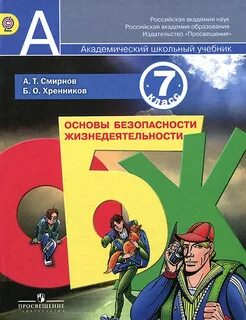 Российская академия наук
Российская академия образования
Издательство «Просвещение»
А
Академический школьный учебник
А. Т. Смирнов
Б. О. Хренников
7
класс
ОСНОВЫ БЕЗОПАСНОСТИ
ЖИЗНЕДЕЯТЕЛЬНОСТИ
ОБЖ
ПРОСВЕЩЕНИЕ
ИЗДАТЕЛЬСТВО